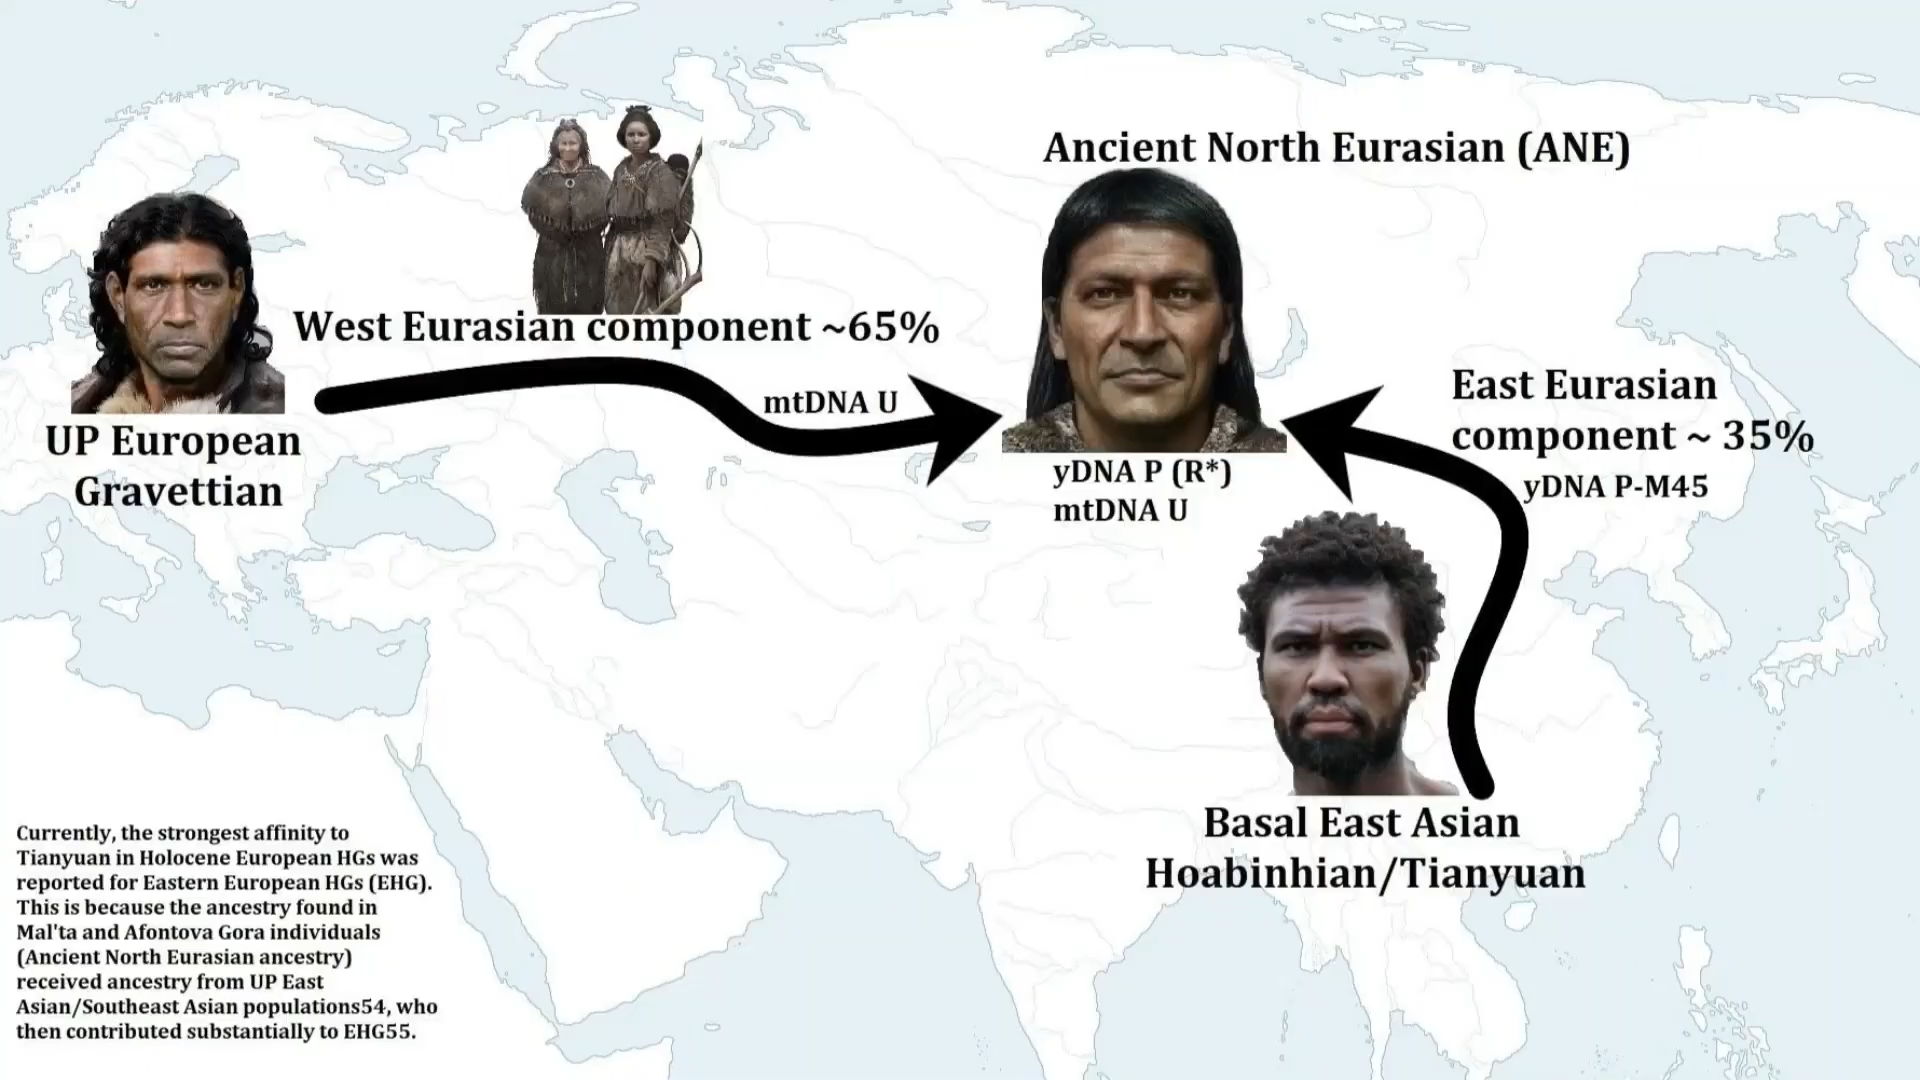 Ancient North Eurasian (ANE)
West Eurasian component ~65%
mtDNA U
UP European
Gravettian
yDNA P (R*)
mtDNA U
East Eurasian
component ~ 35%
yDNA P-M45
Basal East Asian
Hoabinhian/Tianyuan
Currently, the strongest affinity to
Tianyuan in Holocene European HGs was
reported for Eastern European HGs (EHG).
This is because the ancestry found in
Mal'ta and Afontova Gora individuals
(Ancient North Eurasian ancestry)
received ancestry from UP East
Asian/Southeast Asian populations54, who
then contributed substantially to EHG55.